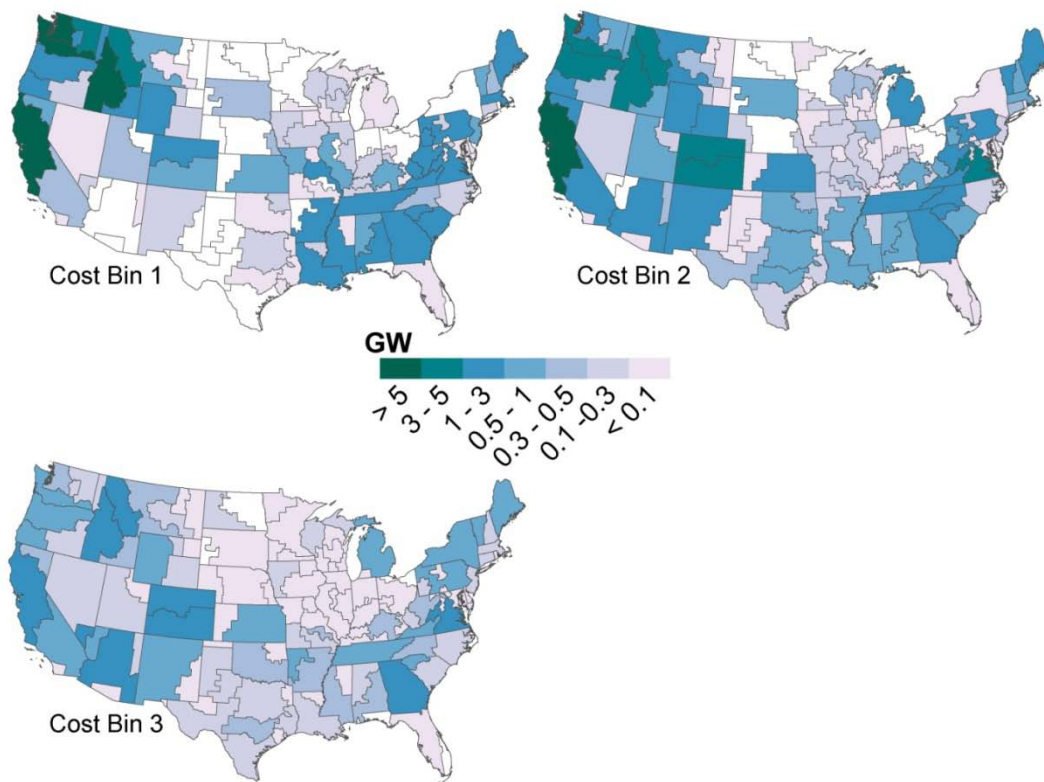 Cost Bin 1
Cost Bin 2
GW
> 5
3 - 5
1 - 3
0.5 - 1
0.3 - 0.5
0.1 -0.3
< 0.1
Cost Bin 3